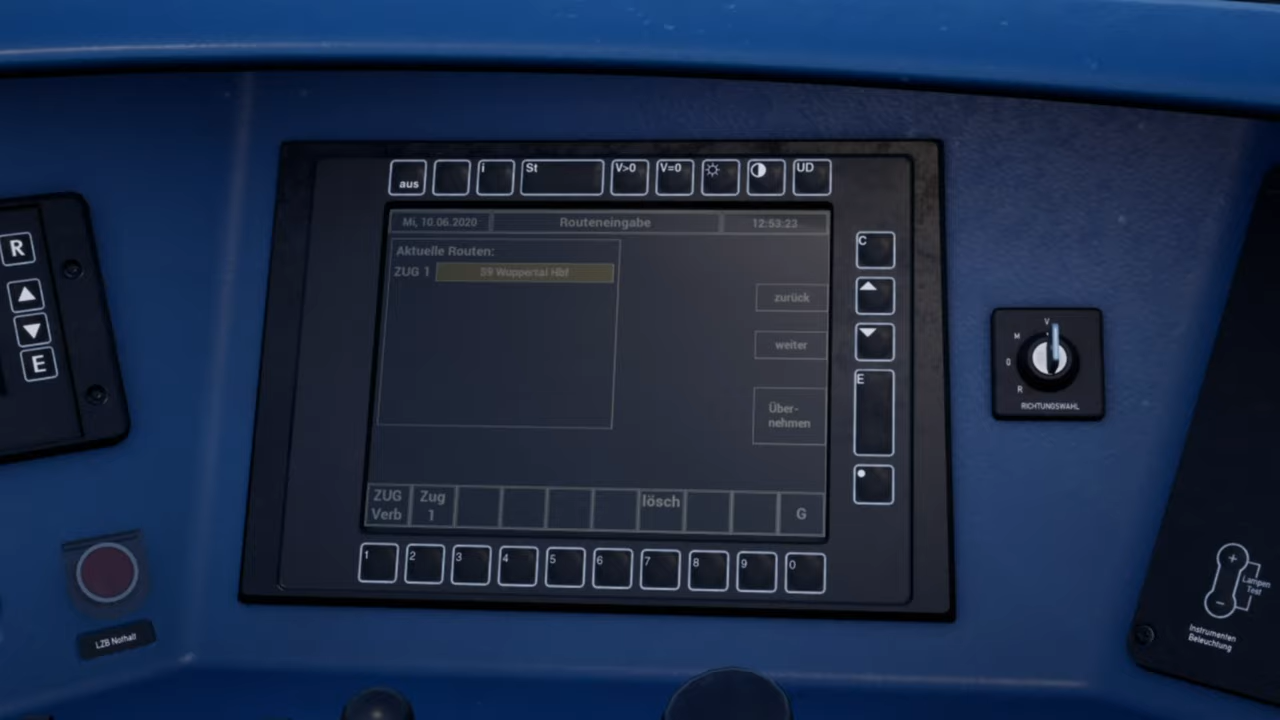 aus
i
St
V>0
V=0
UD
Mi, 10.06.2020
Routeneingabe
12:53:23
Aktuelle Routen:
ZUG 1
S9 Wuppertal Hbf
zurück
weiter
Über-
nehmen
ZUG
Verb
Zug
1
lösch
G
1
2
3
4
5
6
7
8
9
0
C
E
R
E
V
M
0
R
RICHTUNGSWAHL
LZB Nothalt
Lampen
Test
Instrumenten
Beleuchtung